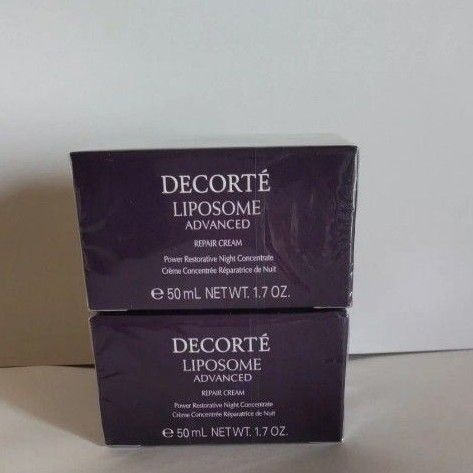 DECORTÉ
LIPOSOME
ADVANCED
REPAIR CREAM
Power Restorative Night Concentrate
Crème Concentrée Réparatrice de Nuit
℮ 50 mL NET WT. 1.7 OZ.
DECORTÉ
LIPOSOME
ADVANCED
REPAIR CREAM
Power Restorative Night Concentrate
Crème Concentrée Réparatrice de Nuit
℮ 50 mL NET WT. 1.7 OZ.